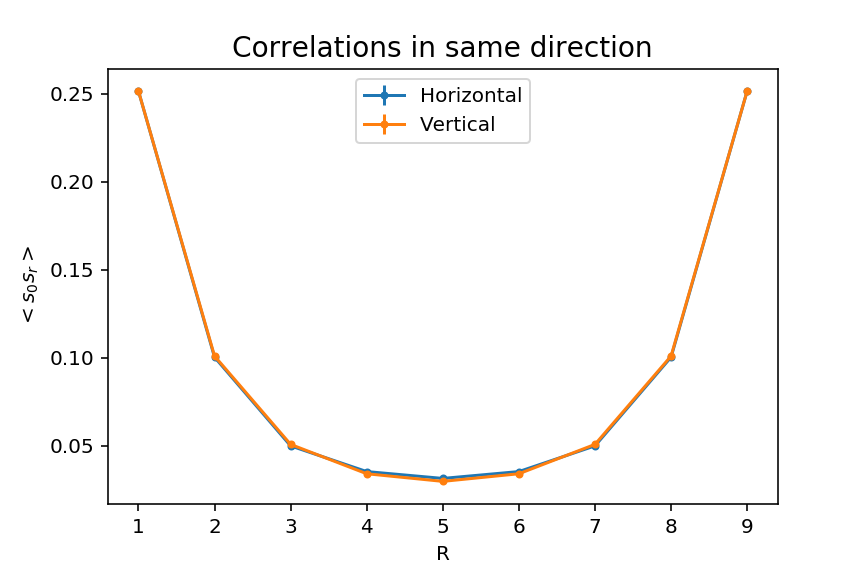 Correlations in same direction
Horizontal
Vertical
0.25
0.20
0.15
0.10
0.05
< s₀sᵣ >
1 2 3 4 5 6 7 8 9
R